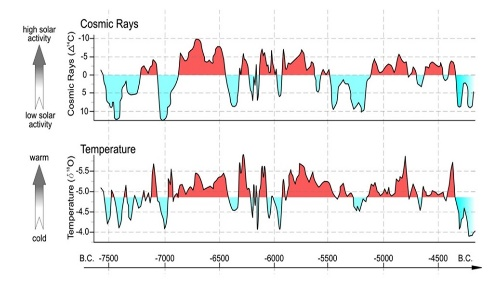 high solar
activity
low solar
activity
Cosmic Rays
Cosmic Rays (Δ¹⁴C)
-10
-5
0
5
10
warm
cold
Temperature
Temperature (δ¹⁸O)
-5.5
-5.0
-4.5
-4.0
B.C. -7500 -7000 -6500 -6000 -5500 -5000 -4500 B.C.